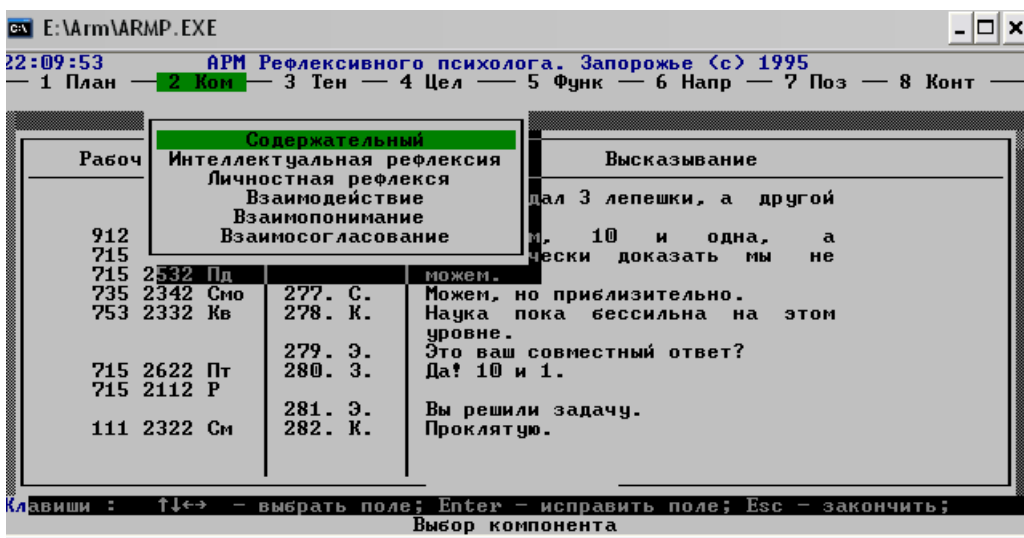 E:\Arm\ARMP.EXE
22:09:53 АРМ Рефлексивного психолога. Запорожье (с) 1995
1 План — 2 Ком — 3 Тен — 4 Цел — 5 Функ — 6 Напр — 7 Поз — 8 Конт
Содержательный
Рабоч Интеллектуальная рефлексия Высказывание
Личностная рефлекся
Взаимодействие дал 3 лепешки, а другой
Взаимопонимание
912 Взаимосогласование 10 и одна, а
715 чески доказать мы не
715 2532 Пд можем.
735 2342 Смо 277. С. Можем, но приблизительно.
753 2332 Кв 278. К. Наука пока бессильна на этом
уровне.
279. Э. Это ваш совместный ответ?
715 2622 Пт 280. З. Да! 10 и 1.
715 2112 Р
281. Э. Вы решили задачу.
111 2322 См 282. К. Проклятую.
Клавиши : ↑↓←→ — выбрать поле; Enter — исправить поле; Esc — закончить;
Выбор компонента